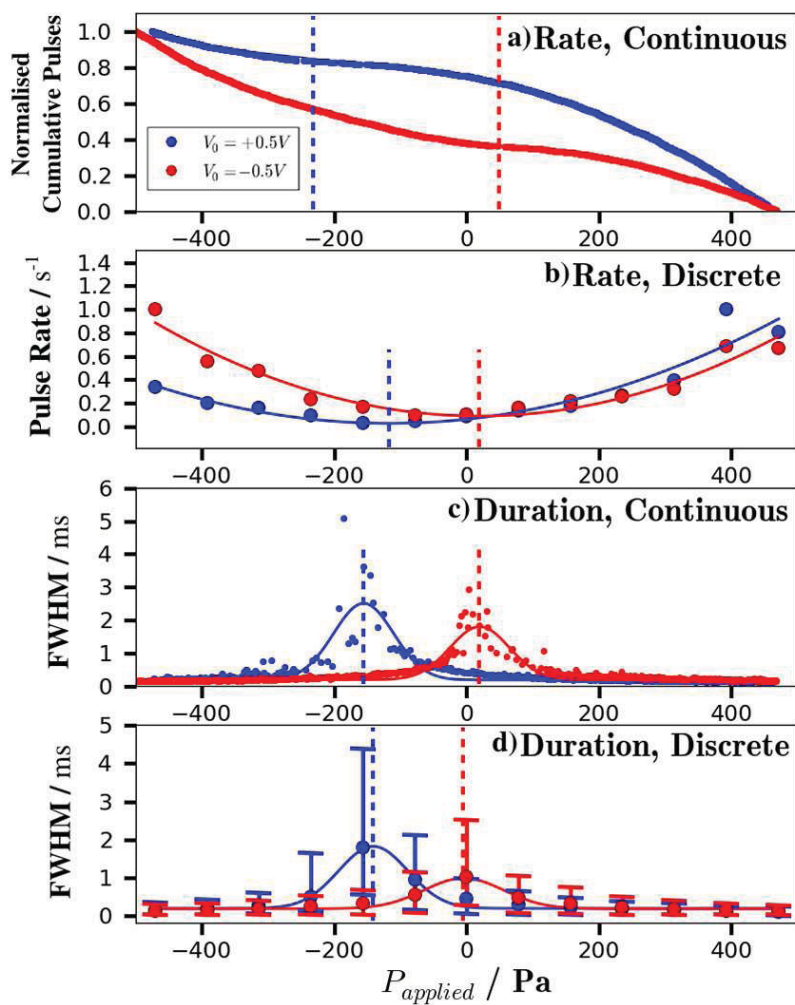 a) Rate, Continuous
Normalised
Cumulative Pulses
1.0
0.8
0.6
0.4
0.2
0.0
V₀ = +0.5V
V₀ = −0.5V
−400 −200 0 200 400
b) Rate, Discrete
Pulse Rate / s⁻¹
1.4
1.2
1.0
0.8
0.6
0.4
0.2
0.0
−400 −200 0 200 400
c) Duration, Continuous
FWHM / ms
6
5
4
3
2
1
0
−400 −200 0 200 400
d) Duration, Discrete
FWHM / ms
5
4
3
2
1
0
−400 −200 0 200 400
P_applied / Pa